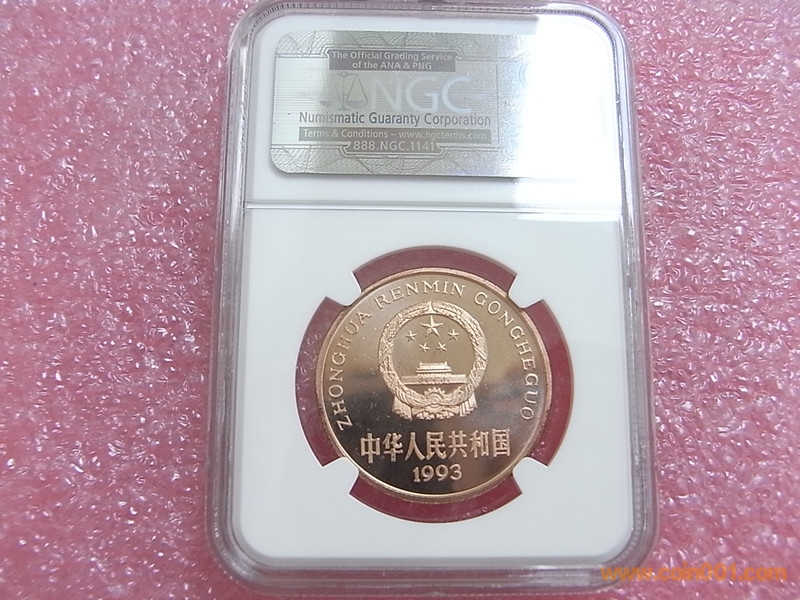 The Official Grading Service
of the ANA & PNG
NGC
Numismatic Guaranty Corporation
Terms & Conditions – www.ngcterms.com
888.NGC.1141
ZHONGHUA RENMIN GONGHEGUO
中华人民共和国
1993
www.coin001.com